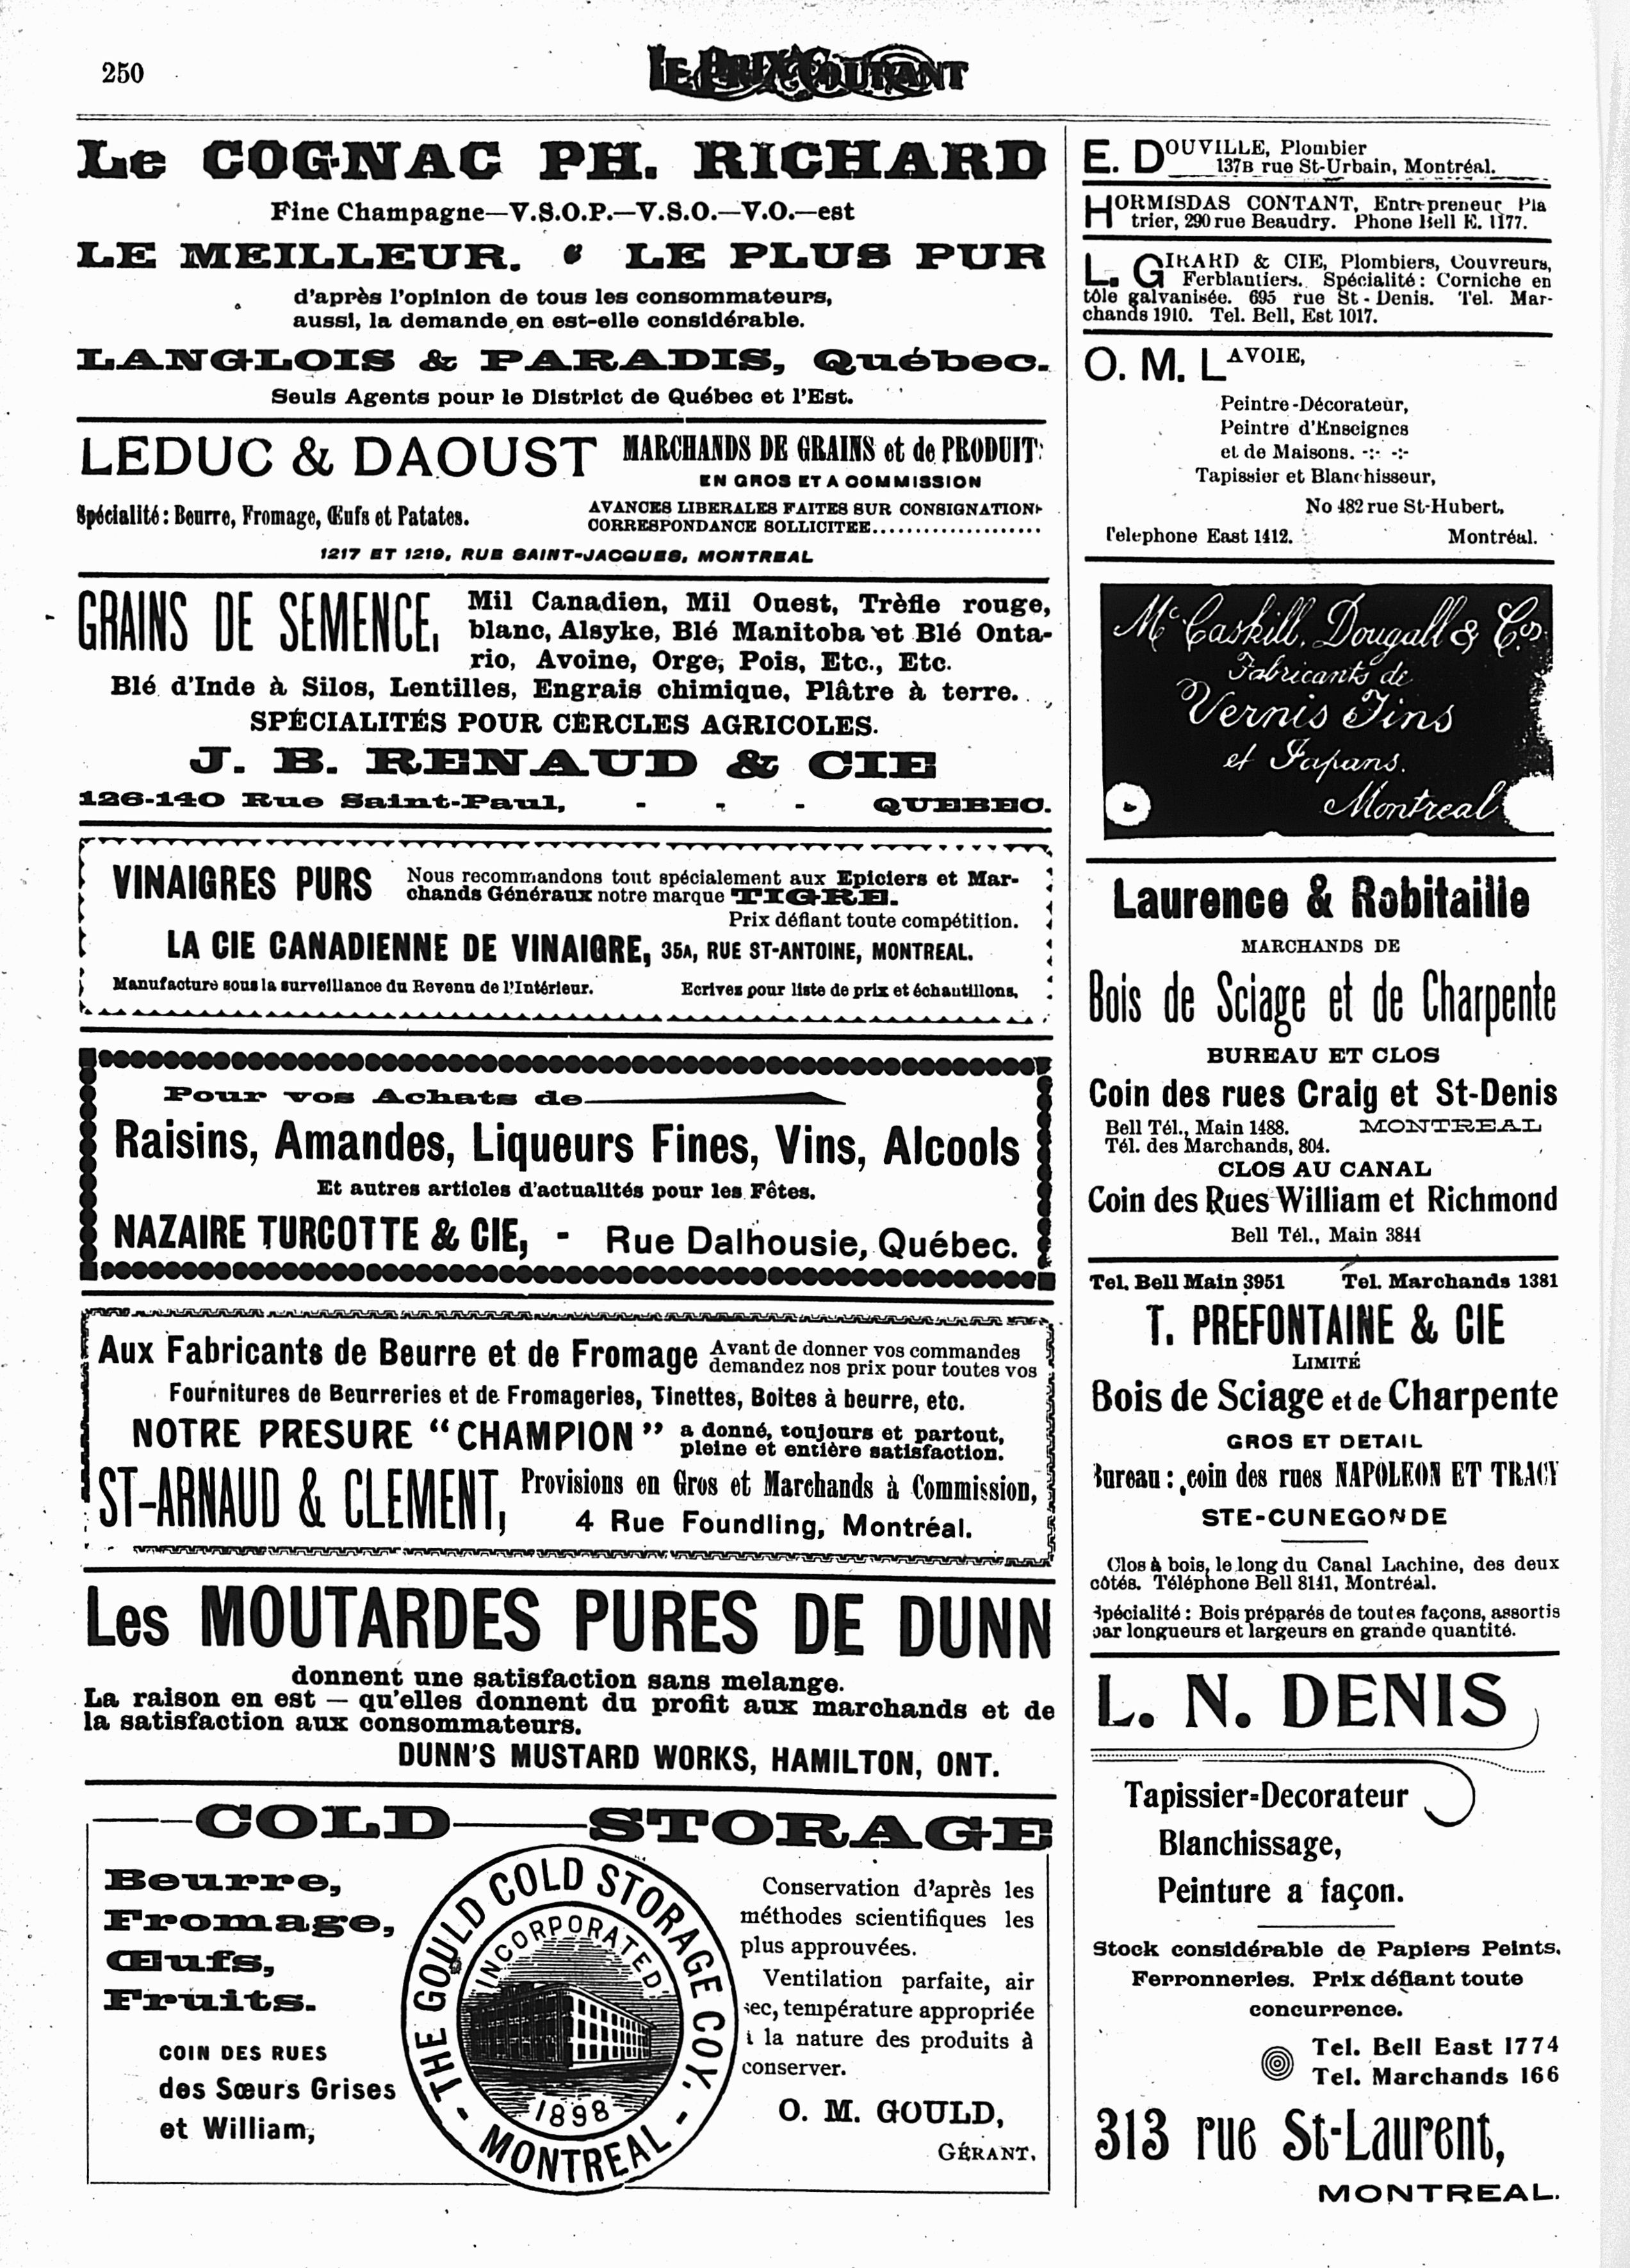 250
LE PRIX COURANT
Le COGNAC PH. RICHARD
Fine Champagne—V.S.O.P.—V.S.O.—V.O.—est
LE MEILLEUR. LE PLUS PUR
d'après l'opinion de tous les consommateurs,
aussi, la demande en est-elle considérable.
LANGLOIS & PARADIS, Québec.
Seuls Agents pour le District de Québec et l'Est.
LEDUC & DAOUST MARCHANDS DE GRAINS et de PRODUIT
EN GROS ET A COMMISSION
Spécialité: Beurre, Fromage, Œufs et Patates.
AVANCES LIBERALES FAITES SUR CONSIGNATION
CORRESPONDANCE SOLLICITEE....................
1217 ET 1219, RUE SAINT-JACQUES, MONTREAL
GRAINS DE SEMENCE, Mil Canadien, Mil Ouest, Trèfle rouge,
blanc, Alsyke, Blé Manitoba et Blé Onta-
rio, Avoine, Orge, Pois, Etc., Etc.
Blé d'Inde à Silos, Lentilles, Engrais chimique, Plâtre à terre.
SPÉCIALITÉS POUR CERCLES AGRICOLES.
J. B. RENAUD & CIE
126-140 Rue Saint-Paul, - - - QUEBEC.
VINAIGRES PURS Nous recommandons tout spécialement aux Epiciers et Mar-
chands Généraux notre marque TIGRE.
Prix défiant toute compétition.
LA CIE CANADIENNE DE VINAIGRE, 35A, RUE ST-ANTOINE, MONTREAL.
Manufacture sous la surveillance du Revenu de l'Intérieur. Ecrivez pour liste de prix et échantillons.
Pour vos Achats de
Raisins, Amandes, Liqueurs Fines, Vins, Alcools
Et autres articles d'actualités pour les Fêtes.
NAZAIRE TURCOTTE & CIE, - Rue Dalhousie, Québec.
Aux Fabricants de Beurre et de Fromage Avant de donner vos commandes
demandez nos prix pour toutes vos
Fournitures de Beurreries et de Fromageries, Tinettes, Boites à beurre, etc.
NOTRE PRESURE "CHAMPION" a donné, toujours et partout,
pleine et entière satisfaction.
ST-ARNAUD & CLEMENT, Provisions en Gros et Marchands à Commission,
4 Rue Foundling, Montréal.
Les MOUTARDES PURES DE DUNN
donnent une satisfaction sans melange.
La raison en est — qu'elles donnent du profit aux marchands et de
la satisfaction aux consommateurs.
DUNN'S MUSTARD WORKS, HAMILTON, ONT.
COLD STORAGE
Beurre,
Fromage,
Œufs,
Fruits.
COIN DES RUES
des Sœurs Grises
et William,
THE GOULD COLD STORAGE COY.
INCORPORATED
1898
- MONTREAL -
Conservation d'après les
méthodes scientifiques les
plus approuvées.
Ventilation parfaite, air
sec, température appropriée
à la nature des produits à
conserver.
O. M. GOULD,
GÉRANT.
E. DOUVILLE, Plombier
137B rue St-Urbain, Montréal.
HORMISDAS CONTANT, Entrepreneur Pla
trier, 290 rue Beaudry. Phone Bell E. 1177.
L. GIRARD & CIE, Plombiers, Couvreurs,
Ferblantiers. Spécialité: Corniche en
tôle galvanisée. 695 rue St-Denis. Tel. Mar-
chands 1910. Tel. Bell, Est 1017.
O. M. LAVOIE,
Peintre-Décorateur,
Peintre d'Enseignes
et de Maisons. -:- -:-
Tapissier et Blanchisseur,
No 482 rue St-Hubert,
Telephone East 1412. Montréal.
McCaskill, Dougall & Cos.
Fabricants de
Vernis Fins
et Japans.
Montreal
Laurence & Robitaille
MARCHANDS DE
Bois de Sciage et de Charpente
BUREAU ET CLOS
Coin des rues Craig et St-Denis
Bell Tél., Main 1488. MONTREAL
Tél. des Marchands, 804.
CLOS AU CANAL
Coin des Rues William et Richmond
Bell Tél., Main 3844
Tel. Bell Main 3951 Tel. Marchands 1381
T. PREFONTAINE & CIE
LIMITÉ
Bois de Sciage et de Charpente
GROS ET DETAIL
Bureau: coin des rues NAPOLEON ET TRACY
STE-CUNEGONDE
Clos à bois, le long du Canal Lachine, des deux
côtés. Téléphone Bell 8141, Montréal.
Spécialité: Bois préparés de toutes façons, assortis
par longueurs et largeurs en grande quantité.
L. N. DENIS
Tapissier-Decorateur
Blanchissage,
Peinture a façon.
Stock considérable de Papiers Peints.
Ferronneries. Prix défiant toute
concurrence.
Tel. Bell East 1774
Tel. Marchands 166
313 rue St-Laurent,
MONTREAL.